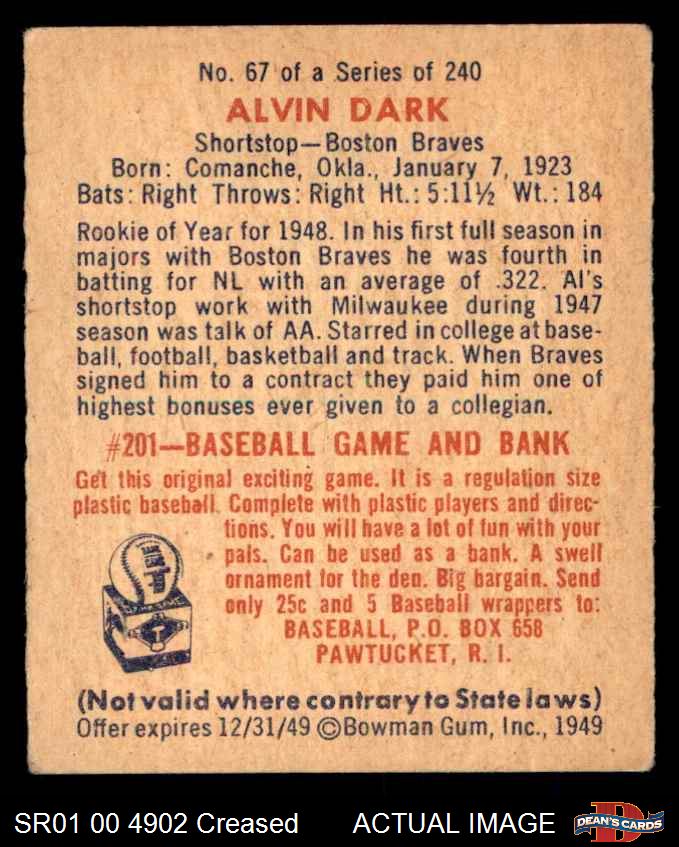 No. 67 of a Series of 240
ALVIN DARK
Shortstop—Boston Braves
Born: Comanche, Okla., January 7, 1923
Bats: Right Throws: Right Ht.: 5:11½ Wt.: 184
Rookie of Year for 1948. In his first full season in
majors with Boston Braves he was fourth in
batting for NL with an average of .322. Al's
shortstop work with Milwaukee during 1947
season was talk of AA. Starred in college at base-
ball, football, basketball and track. When Braves
signed him to a contract they paid him one of
highest bonuses ever given to a collegian.
#201—BASEBALL GAME AND BANK
Get this original exciting game. It is a regulation size
plastic baseball. Complete with plastic players and direc-
tions. You will have a lot of fun with your
pals. Can be used as a bank. A swell
ornament for the den. Big bargain. Send
only 25c and 5 Baseball wrappers to:
BASEBALL, P.O. BOX 658
PAWTUCKET, R. I.
(Not valid where contrary to State laws)
Offer expires 12/31/49 ©Bowman Gum, Inc., 1949
SR01 00 4902 Creased ACTUAL IMAGE
DEAN'S CARDS